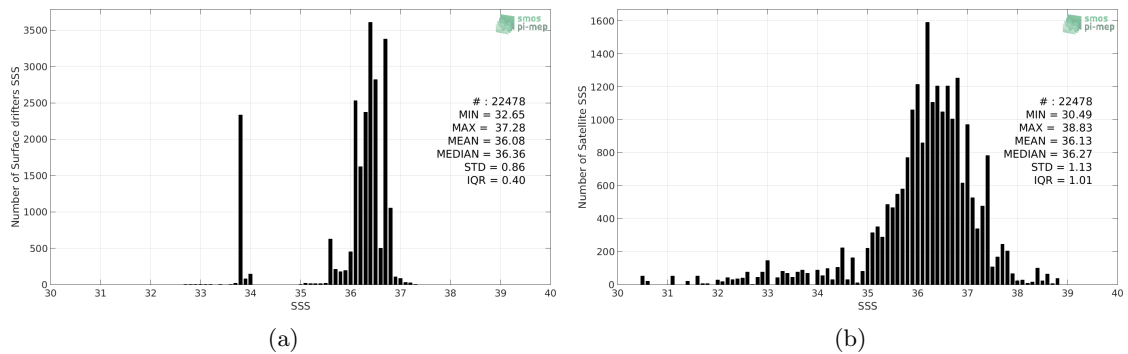 smos
pi-mep
Number of Surface drifters SSS
3500
3000
2500
2000
1500
1000
500
0
# : 22478
MIN = 32.65
MAX = 37.28
MEAN = 36.08
MEDIAN = 36.36
STD = 0.86
IQR = 0.40
30 31 32 33 34 35 36 37 38 39 40
SSS
(a)
smos
pi-mep
Number of Satellite SSS
1600
1400
1200
1000
800
600
400
200
0
# : 22478
MIN = 30.49
MAX = 38.83
MEAN = 36.13
MEDIAN = 36.27
STD = 1.13
IQR = 1.01
30 31 32 33 34 35 36 37 38 39 40
SSS
(b)